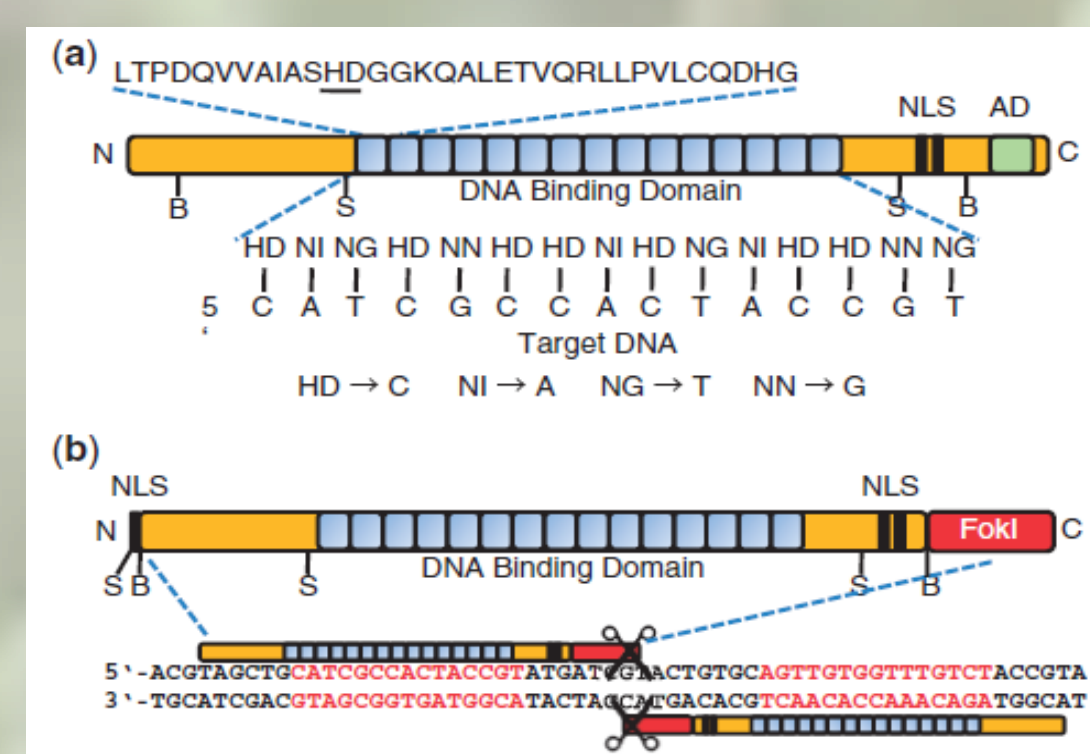 (a)
LTPDQVVAIASHDGGKQALETVQRLLPVLCQDHG
NLS AD
N C
DNA Binding Domain
B S S B
HD NI NG HD NN HD HD NI HD NG NI HD HD NN NG
5 ‘ C A T C G C C A C T A C C G T
Target DNA
HD → C NI → A NG → T NN → G
(b)
NLS NLS
N FokI C
DNA Binding Domain
S B S S B
5‘-ACGTAGCTGCATCGCCACTACCGTATGATCGTACTGTGCAGTTGTGGTTTGTCTACCGTA
3‘-TGCATCGACGTAGCGGTGATGGCATACTAGCATGACACGTCAACACCAAACAGATGGCAT